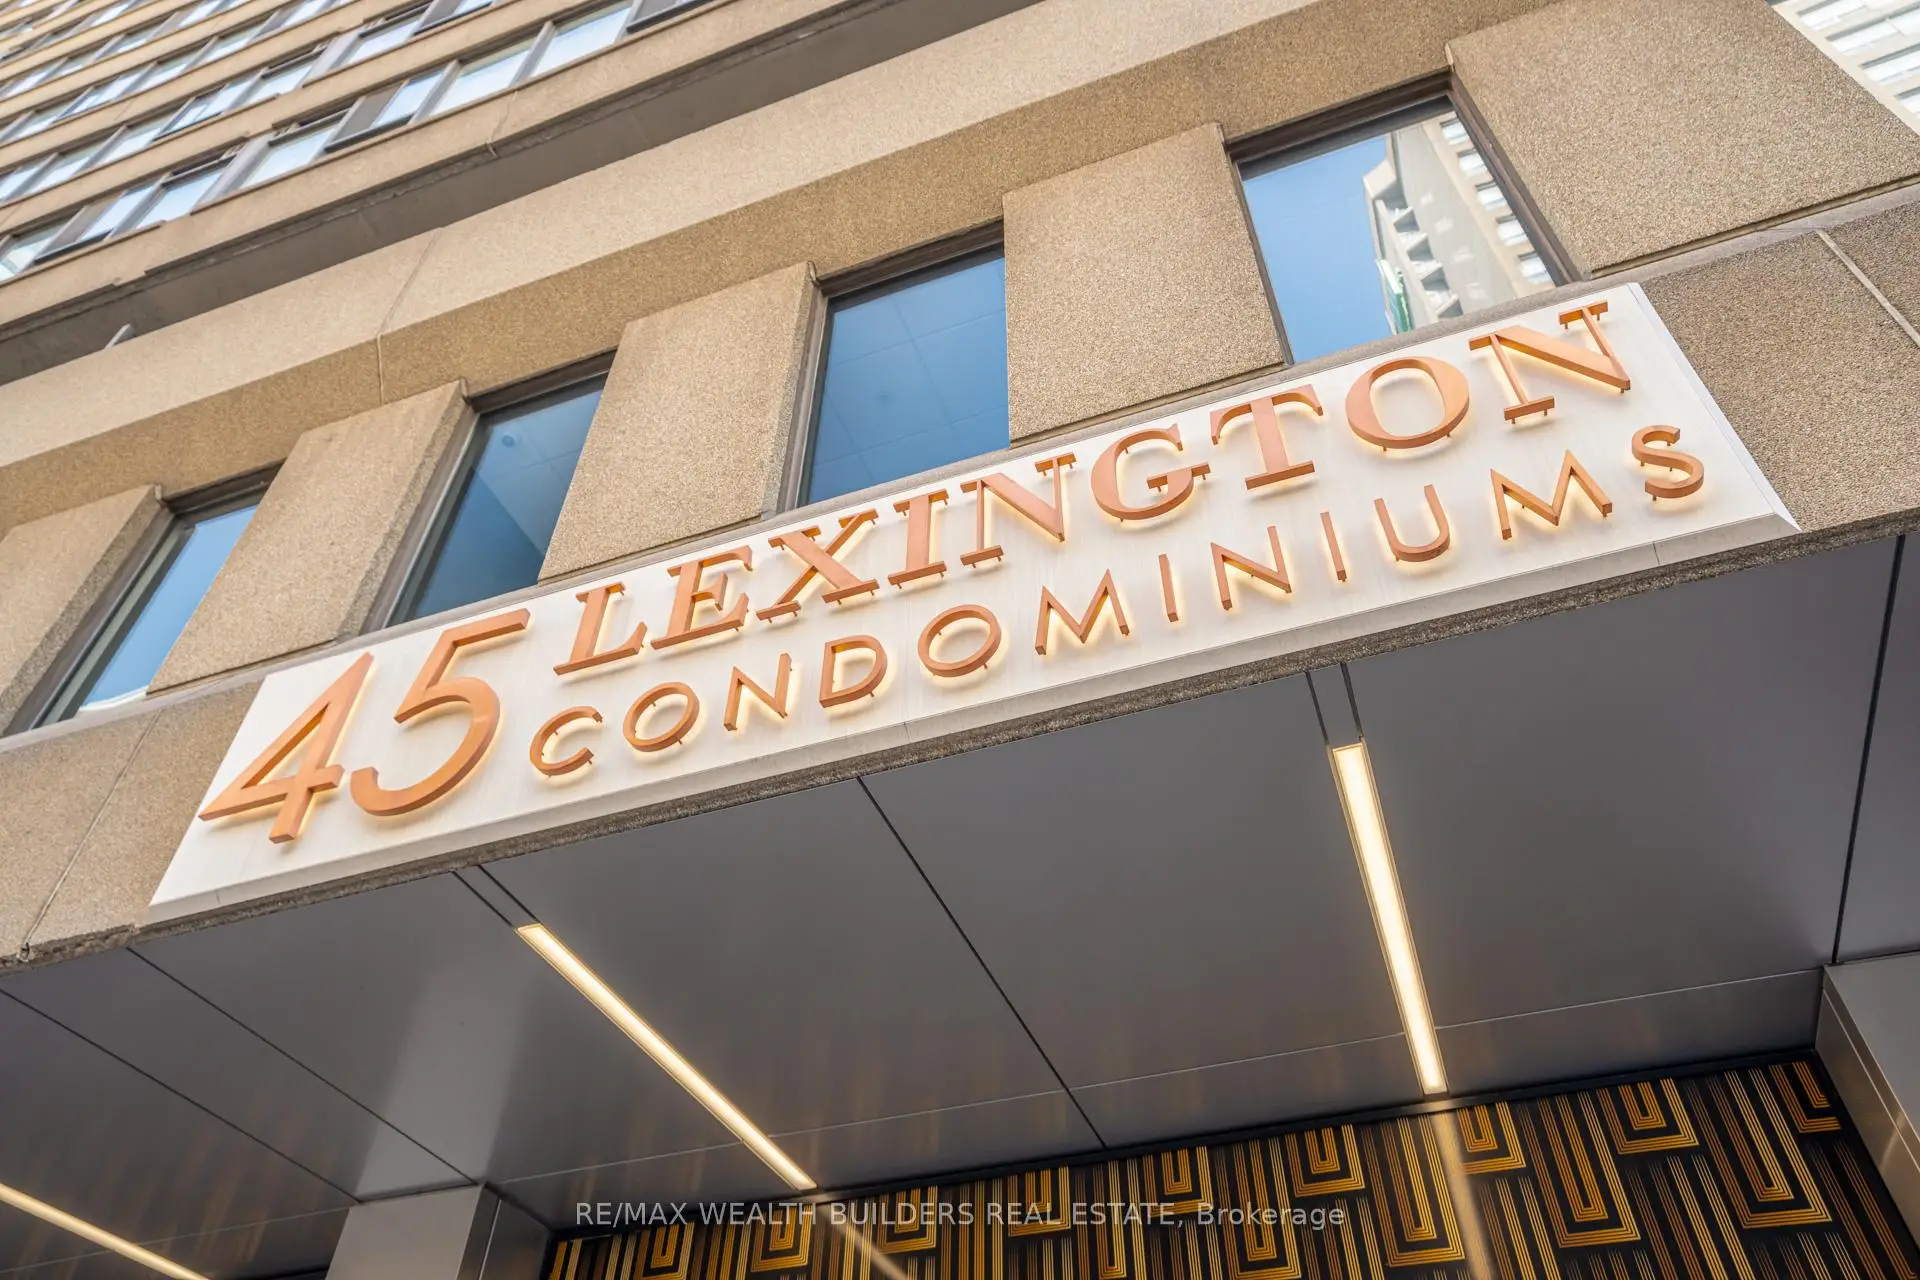 45 LEXINGTON
CONDOMINIUMS
RE/MAX WEALTH BUILDERS REAL ESTATE, Brokerage